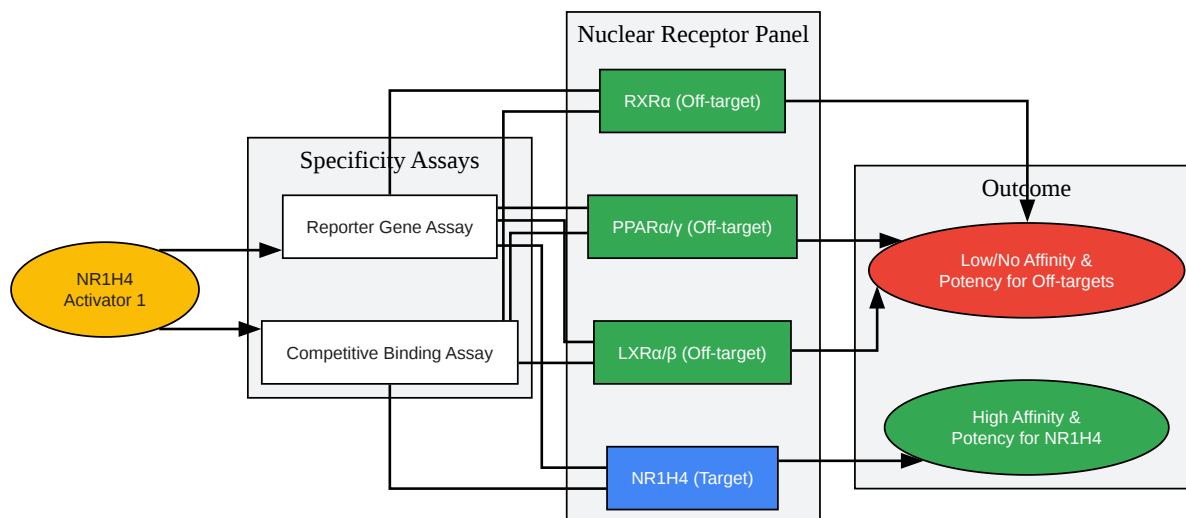 Nuclear Receptor Panel
RXRα (Off-target)
Specificity Assays
Outcome
Reporter Gene Assay
PPARα/γ (Off-target)
NR1H4
Activator 1
Low/No Affinity &
Potency for Off-targets
Competitive Binding Assay
LXRα/β (Off-target)
High Affinity &
Potency for NR1H4
NR1H4 (Target)